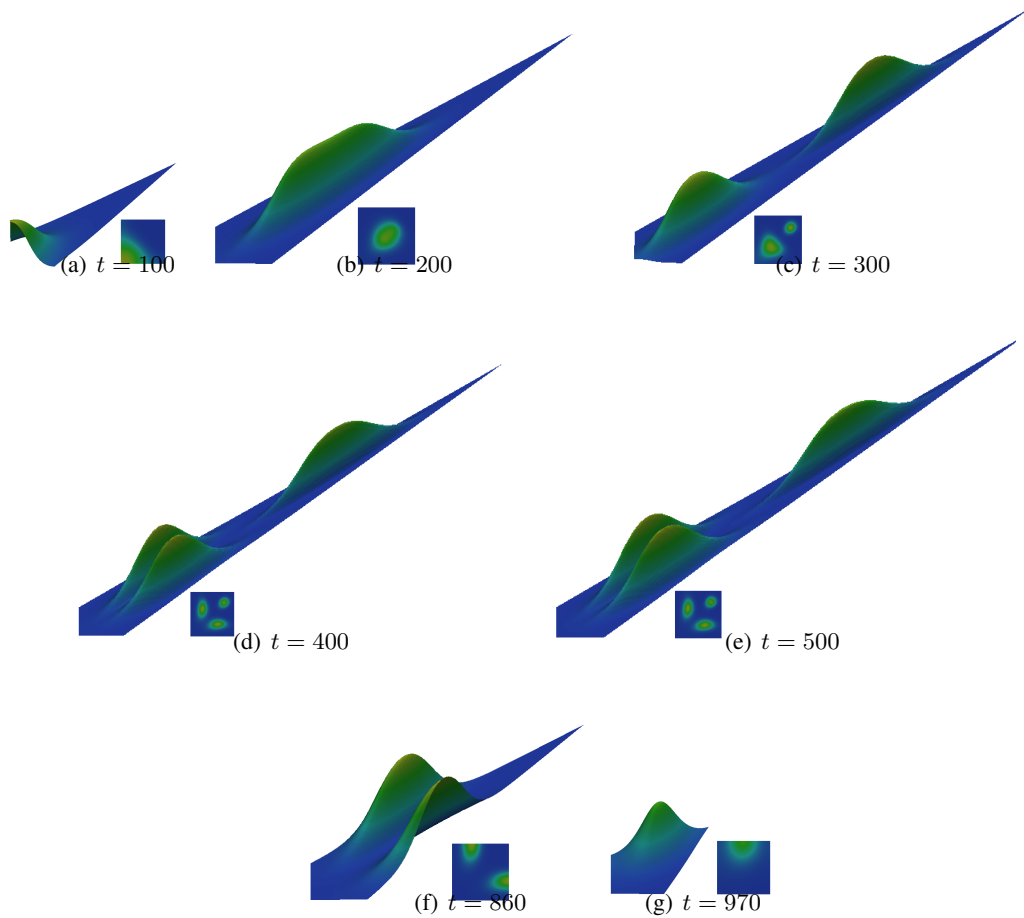 (a) t = 100
(b) t = 200
(c) t = 300
(d) t = 400
(e) t = 500
(f) t = 860
(g) t = 970